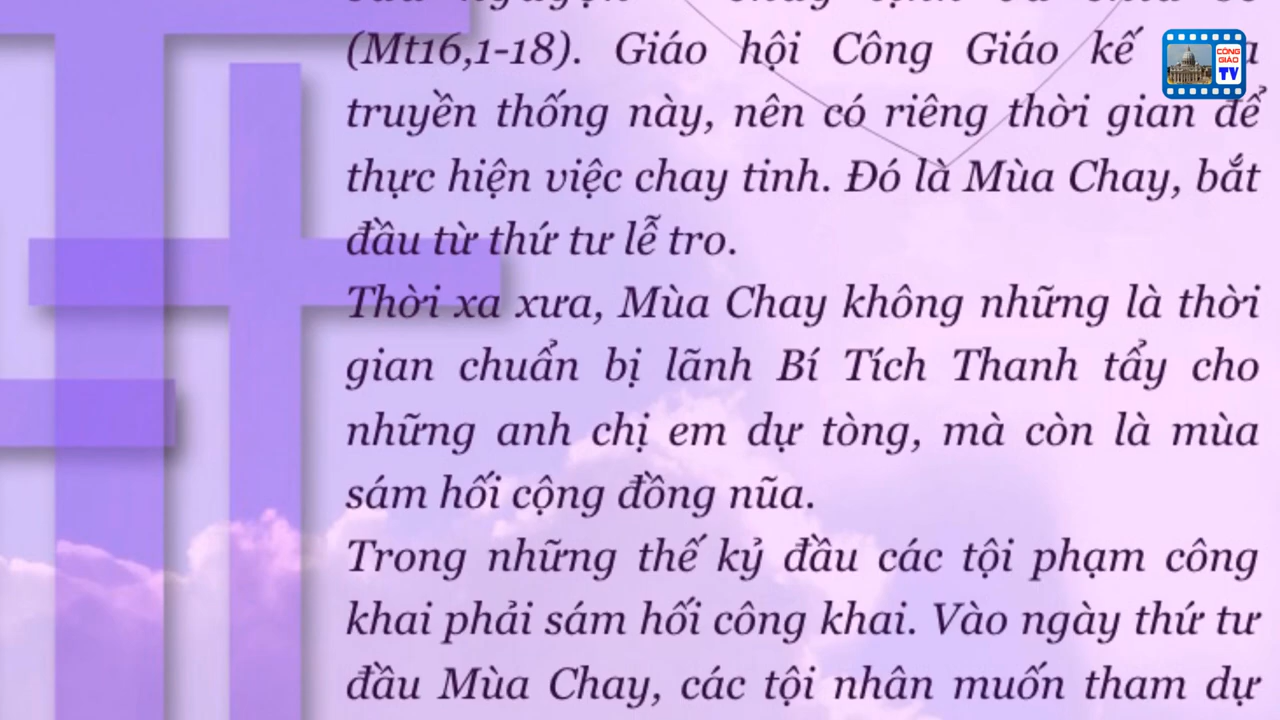 (Mt16,1-18). Giáo hội Công Giáo kế
truyền thống này, nên có riêng thời gian để
thực hiện việc chay tinh. Đó là Mùa Chay, bắt
đầu từ thứ tư lễ tro.
Thời xa xưa, Mùa Chay không những là thời
gian chuẩn bị lãnh Bí Tích Thanh tẩy cho
những anh chị em dự tòng, mà còn là mùa
sám hối cộng đồng nũa.
Trong những thế kỷ đầu các tội phạm công
khai phải sám hối công khai. Vào ngày thứ tư
đầu Mùa Chay, các tội nhân muốn tham dự
CÔNG
GIÁO
TV